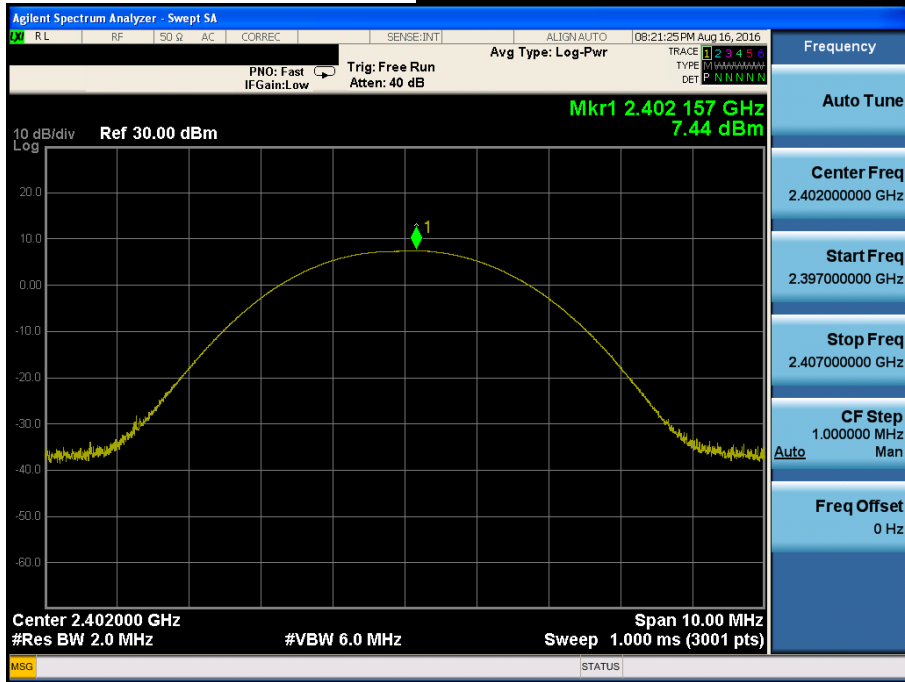 Agilent Spectrum Analyzer - Swept SA
LXI RL RF 50 Ω AC CORREC SENSE:INT ALIGN AUTO 08:21:25 PM Aug 16, 2016
PNO: Fast
IFGain:Low
Trig: Free Run
Atten: 40 dB
Avg Type: Log-Pwr
TRACE 1 2 3 4 5 6
TYPE M WWWWW
DET P N N N N N
Mkr1 2.402 157 GHz
7.44 dBm
10 dB/div Ref 30.00 dBm
Log
20.0
10.0
0.00
-10.0
-20.0
-30.0
-40.0
-50.0
-60.0
1
Center 2.402000 GHz Span 10.00 MHz
#Res BW 2.0 MHz #VBW 6.0 MHz Sweep 1.000 ms (3001 pts)
MSG STATUS
Frequency
Auto Tune
Center Freq
2.402000000 GHz
Start Freq
2.397000000 GHz
Stop Freq
2.407000000 GHz
CF Step
1.000000 MHz
Auto Man
Freq Offset
0 Hz